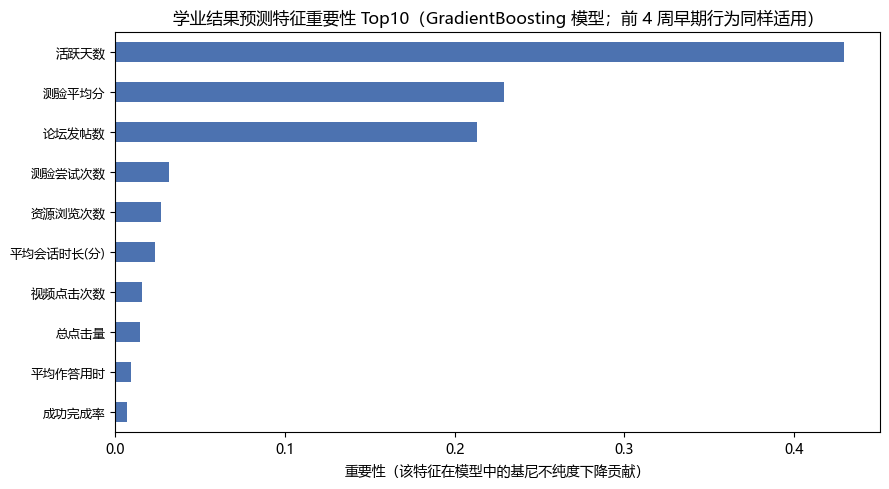 学业结果预测特征重要性 Top10（GradientBoosting 模型；前 4 周早期行为同样适用）
活跃天数
测验平均分
论坛发帖数
测验尝试次数
资源浏览次数
平均会话时长(分)
视频点击次数
总点击量
平均作答用时
成功完成率
0.0 0.1 0.2 0.3 0.4
重要性（该特征在模型中的基尼不纯度下降贡献）